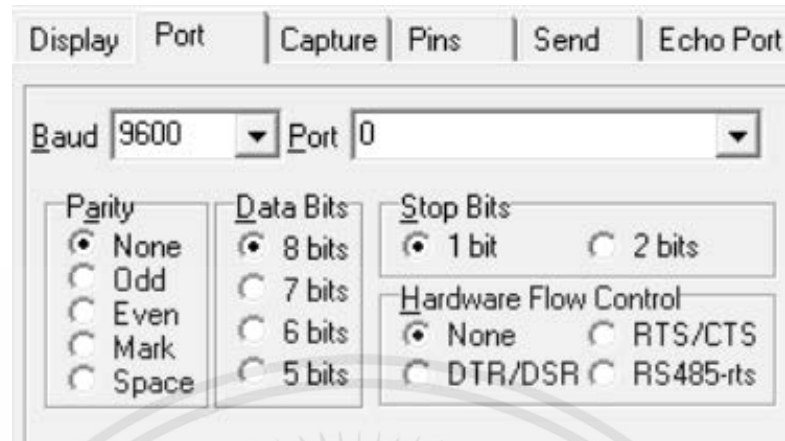 Display Port Capture Pins Send Echo Port
Baud 9600 Port 0
Parity
None
Odd
Even
Mark
Space
Data Bits
8 bits
7 bits
6 bits
5 bits
Stop Bits
1 bit 2 bits
Hardware Flow Control
None RTS/CTS
DTR/DSR RS485-rts